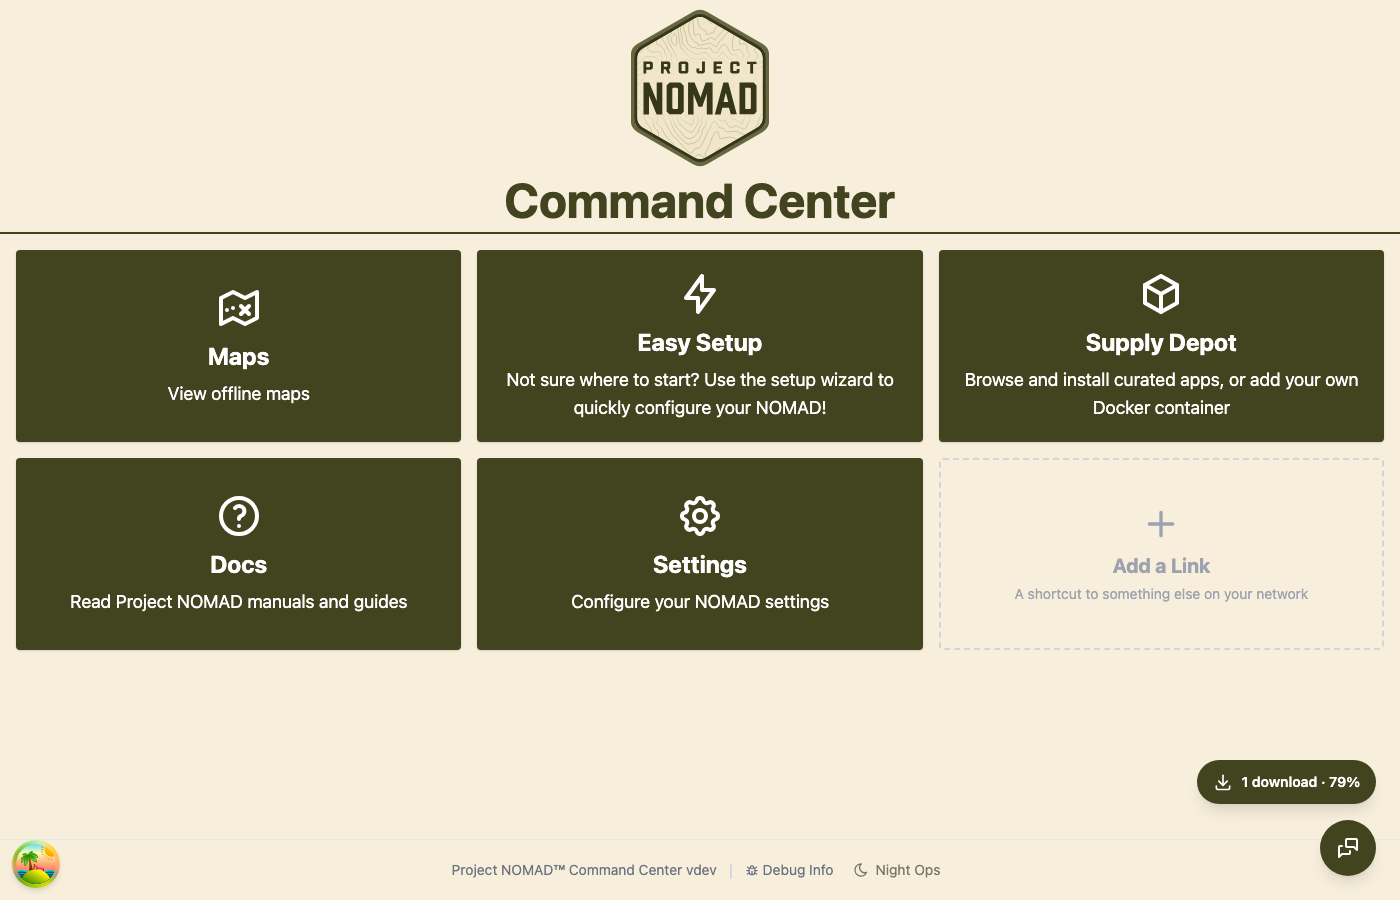 PROJECT
NOMAD
Command Center
Maps
View offline maps
Easy Setup
Not sure where to start? Use the setup wizard to
quickly configure your NOMAD!
Supply Depot
Browse and install curated apps, or add your own
Docker container
Docs
Read Project NOMAD manuals and guides
Settings
Configure your NOMAD settings
Add a Link
A shortcut to something else on your network
1 download · 79%
Project NOMAD™ Command Center vdev
Debug Info
Night Ops